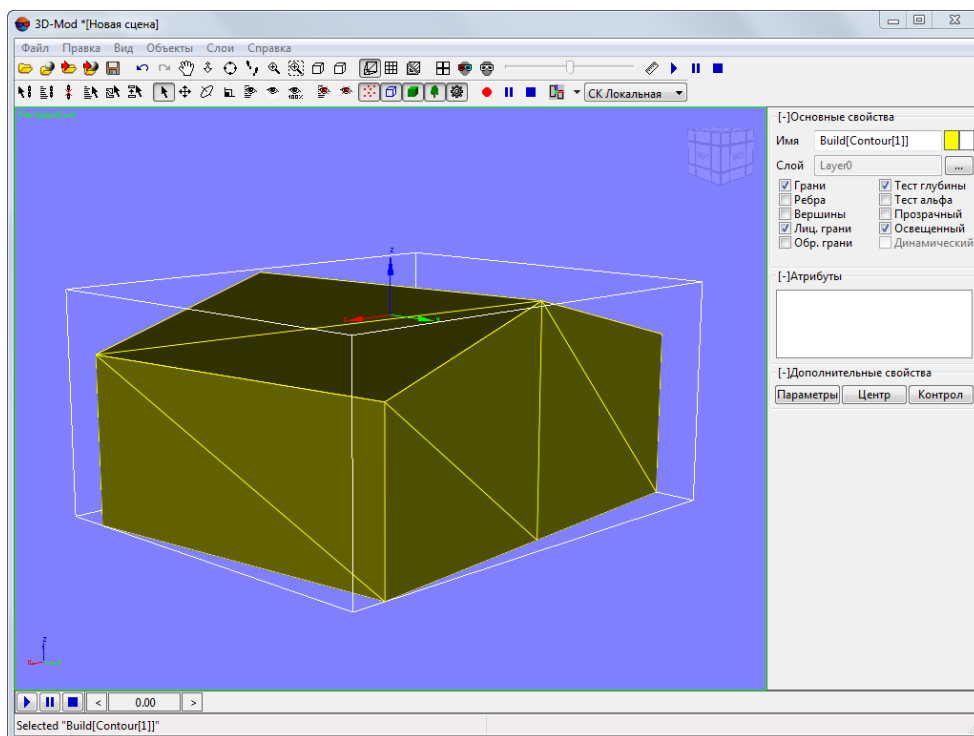 3D-Mod *[Новая сцена]
Файл Правка Вид Объекты Слои Справка
СК Локальная
[-]Основные свойства
Имя Build[Contour[1]]
Слой Layer0 ...
Грани Тест глубины
Ребра Тест альфа
Вершины Прозрачный
Лиц. грани Освещенный
Обр. грани Динамический
[-]Атрибуты
[-]Дополнительные свойства
Параметры Центр Контрол
z
z
< 0.00 >
Selected "Build[Contour[1]]"